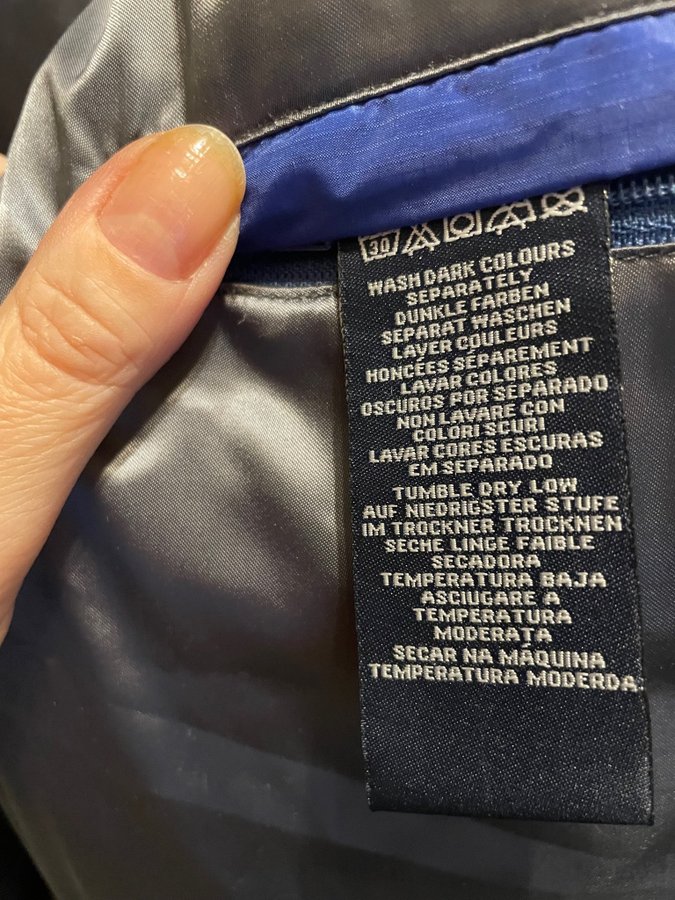 30
WASH DARK COLOURS
SEPARATELY
DUNKLE FARBEN
SEPARAT WASCHEN
LAVER COULEURS
HONCÉES SÉPAREMENT
LAVAR COLORES
OSCUROS POR SEPARADO
NON LAVARE CON
COLORI SCURI
LAVAR CORES ESCURAS
EM SEPARADO
TUMBLE DRY LOW
AUF NIEDRIGSTER STUFE
IM TROCKNER TROCKNEN
SECHE LINGE FAIBLE
SECADORA
TEMPERATURA BAJA
ASCIUGARE A
TEMPERATURA
MODERATA
SECAR NA MÁQUINA
TEMPERATURA MODERDA